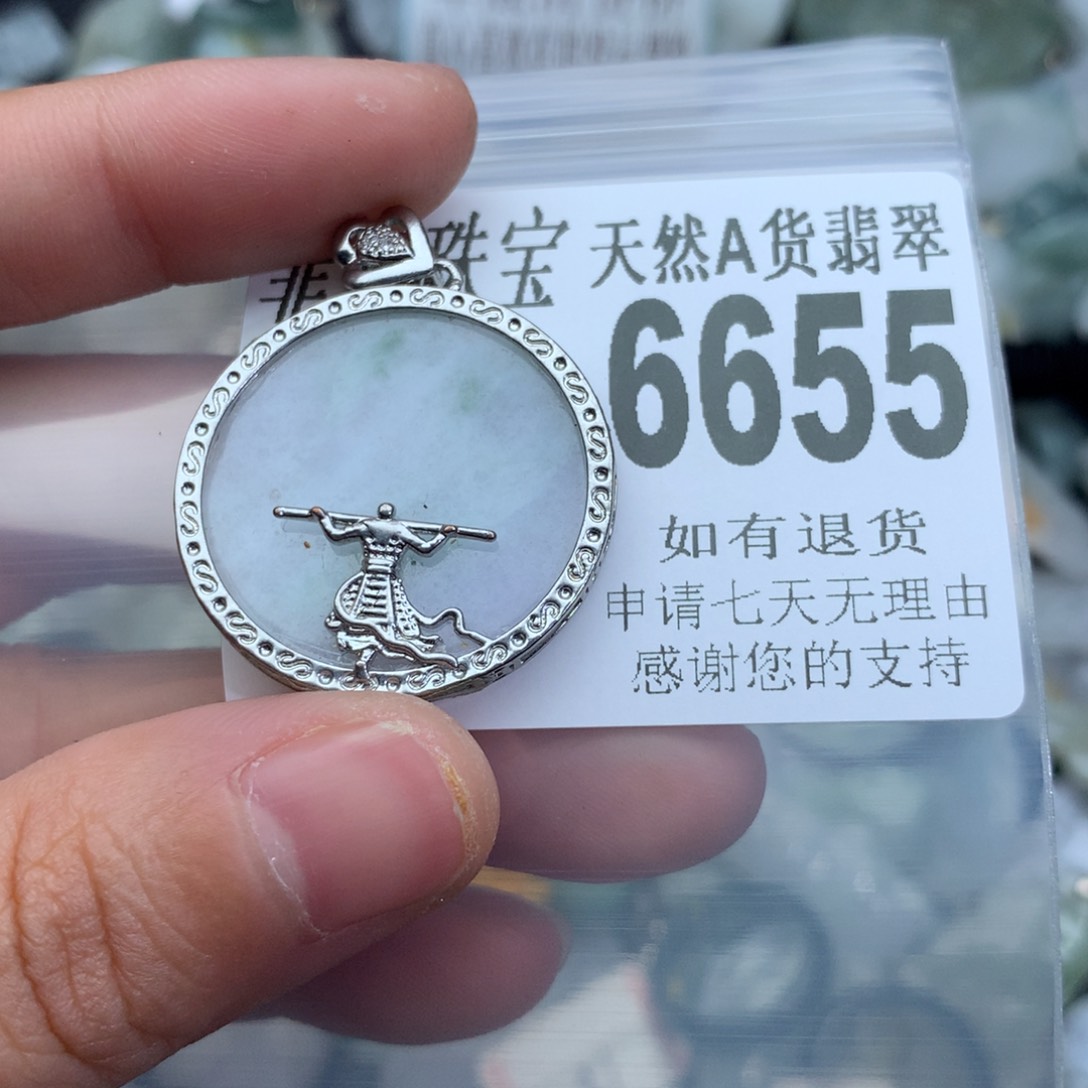 珠宝 天然A货翡翠
6655
如有退货
申请七天无理由
感谢您的支持